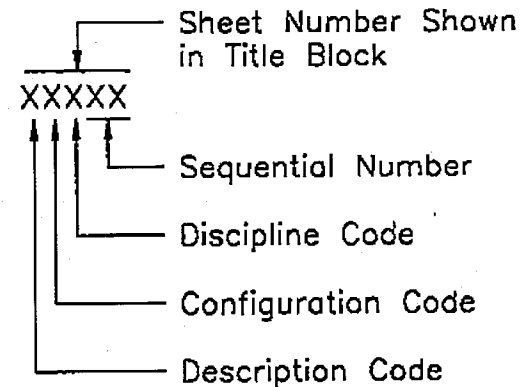 Sheet Number Shown
in Title Block
XXXXX
Sequential Number
Discipline Code
Configuration Code
Description Code